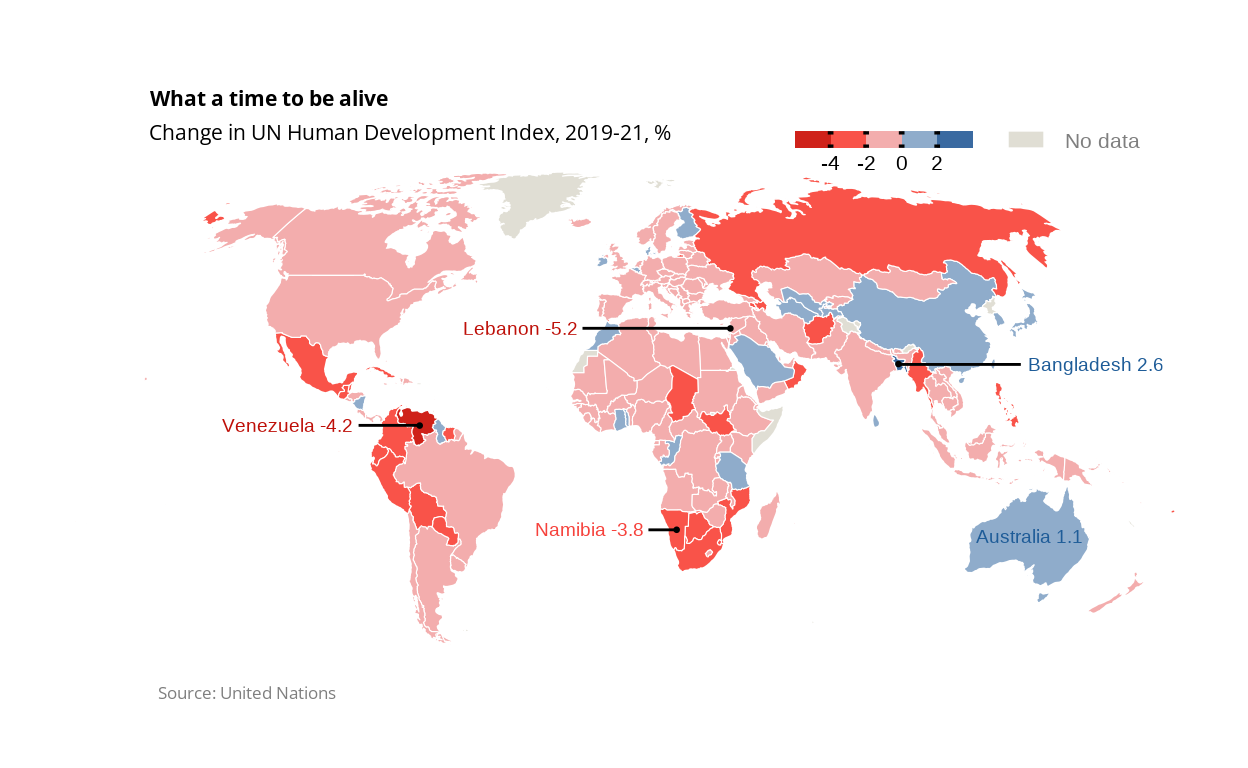 What a time to be alive
Change in UN Human Development Index, 2019-21, %
-4 -2 0 2
No data
Lebanon -5.2
Bangladesh 2.6
Venezuela -4.2
Namibia -3.8
Australia 1.1
Source: United Nations